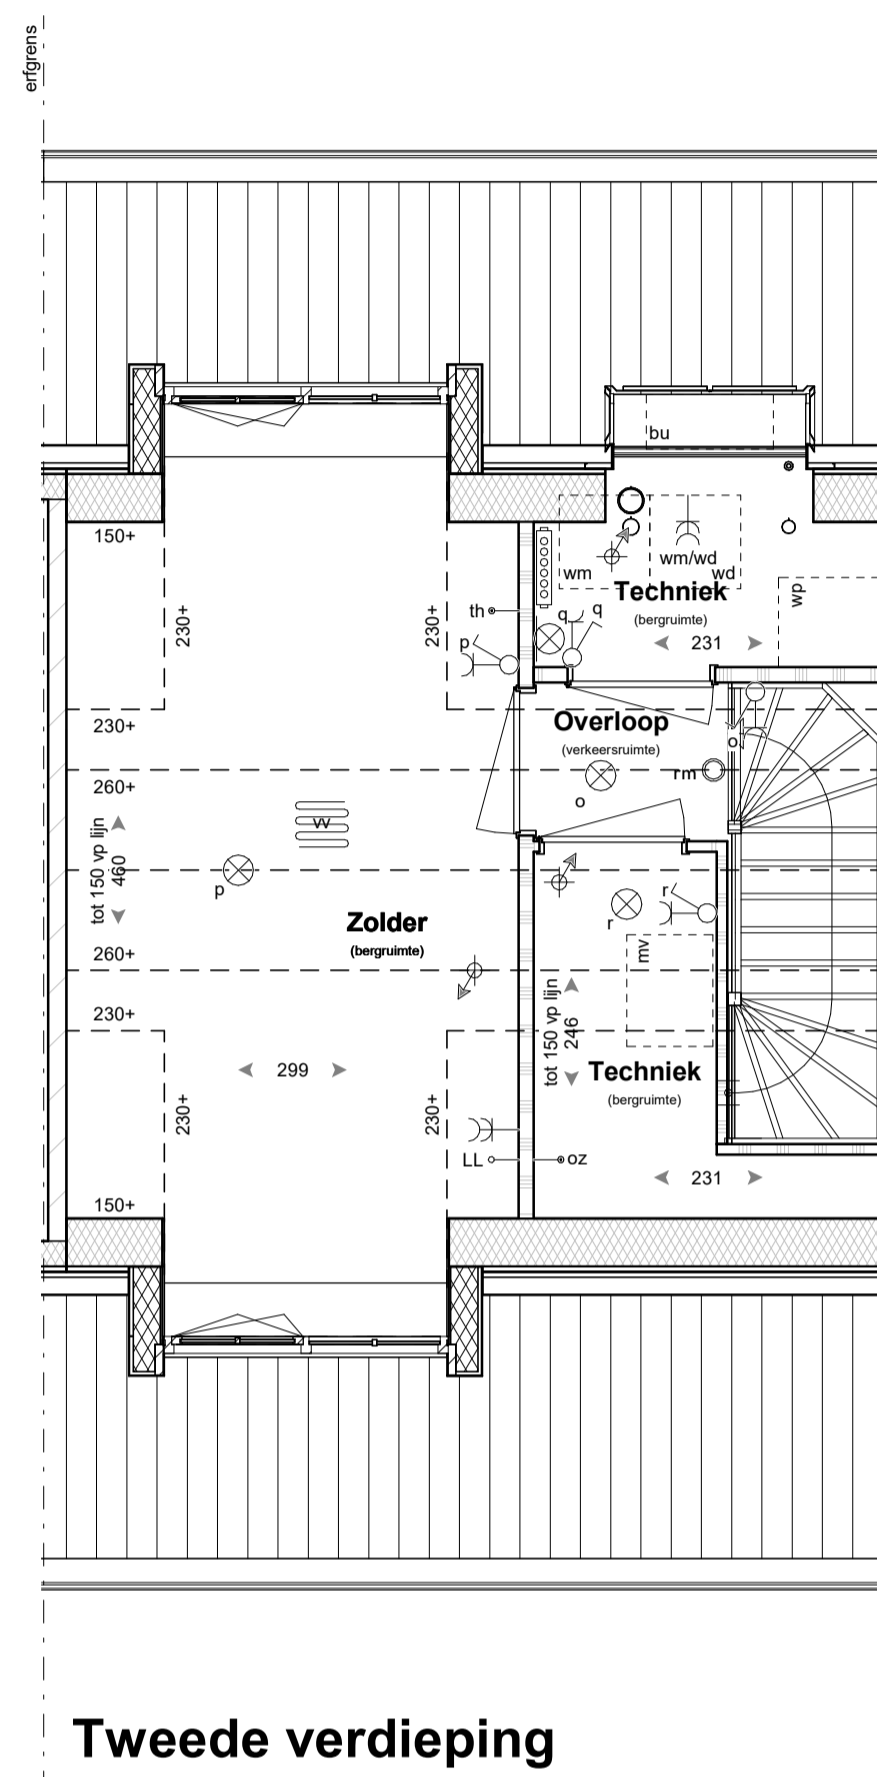 erfgrens
bu
150+
wm/wd
wm
wd
Techniek
(bergruimte)
wp
231
230+
230+
th
q
q
p
230+
Overloop
(verkeersruimte)
o
rm
260+
o
vv
tot 150 vp lijn
460
p
r
r
Zolder
(bergruimte)
mv
260+
230+
tot 150 vp lijn
246
299
Techniek
(bergruimte)
230+
230+
LL
oz
231
150+
Tweede verdieping